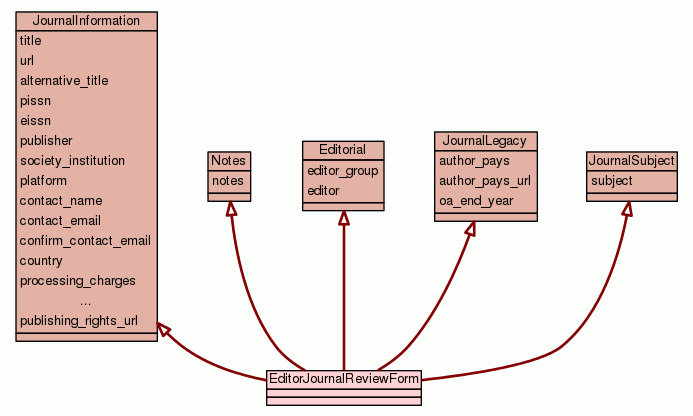 JournalInformation
title
url
alternative_title
pissn
eissn
publisher
society_institution
platform
contact_name
contact_email
confirm_contact_email
country
processing_charges
...
publishing_rights_url
Notes
notes
Editorial
editor_group
editor
JournalLegacy
author_pays
author_pays_url
oa_end_year
JournalSubject
subject
EditorJournalReviewForm